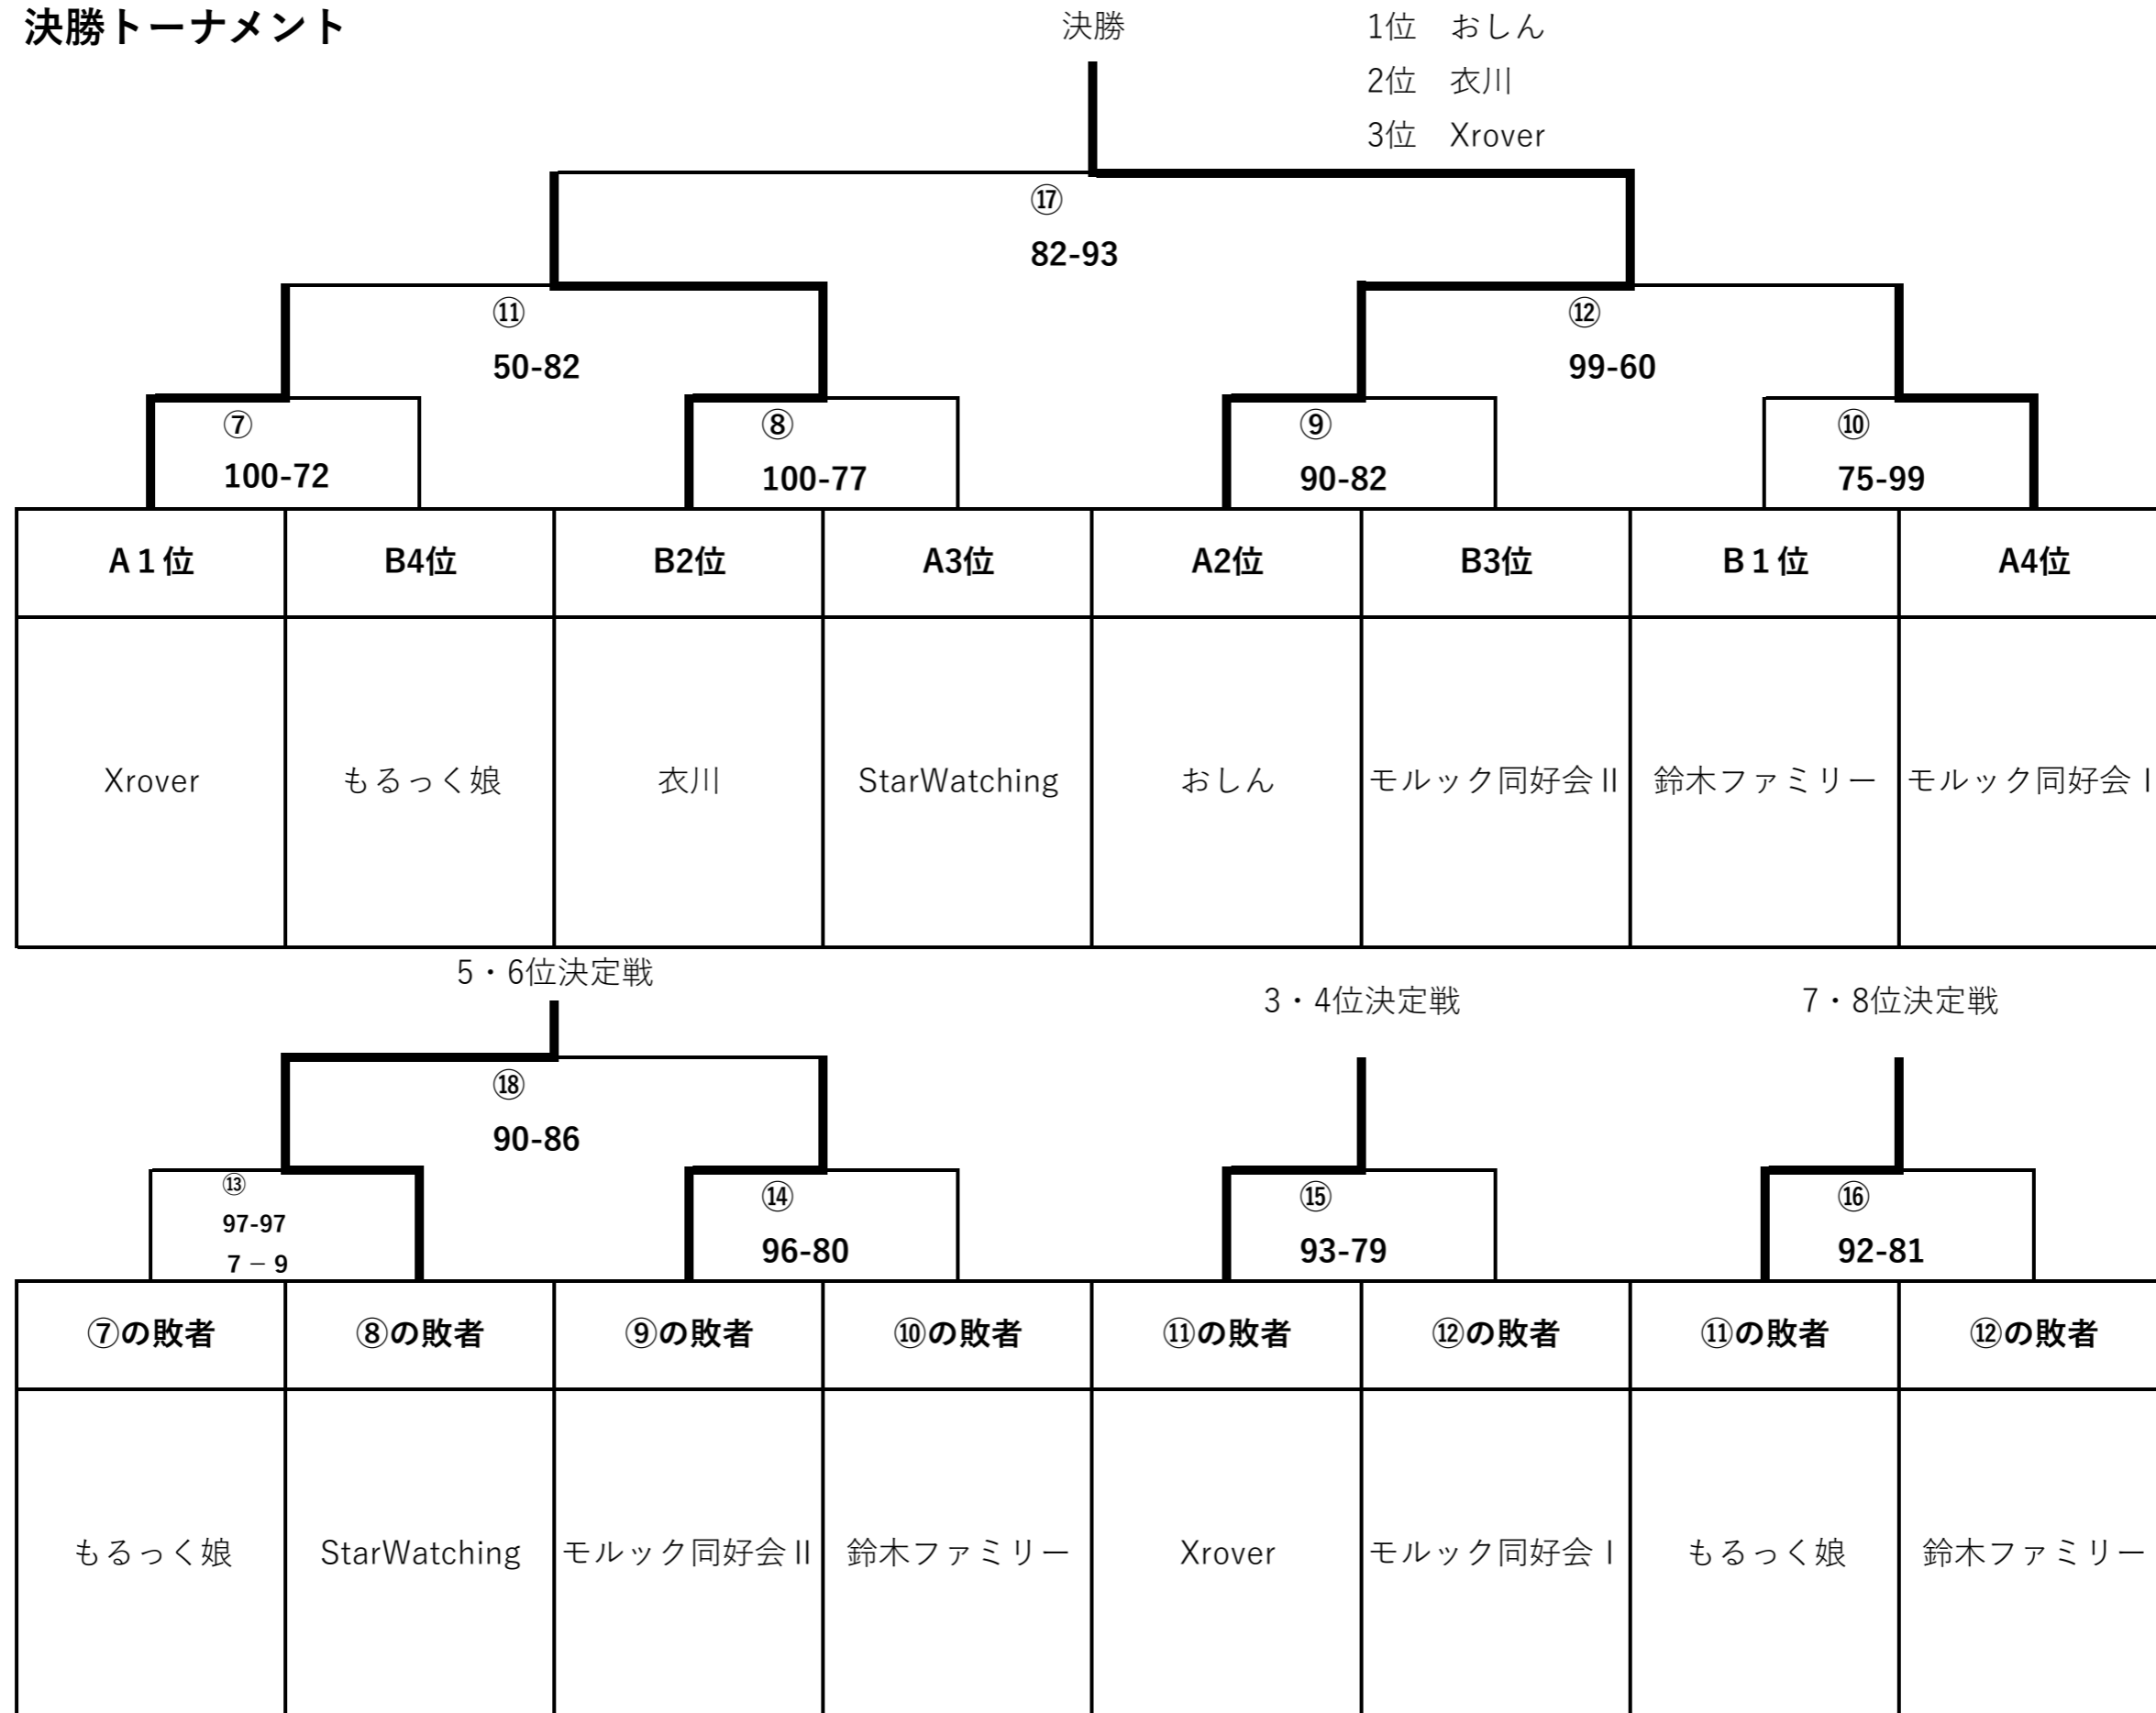 決勝トーナメント
決勝
1位　おしん
2位　衣川
3位　Xrover
⑰
82-93
⑪
50-82
⑫
99-60
⑦
100-72
⑧
100-77
⑨
90-82
⑩
75-99
A１位
B4位
B2位
A3位
A2位
B3位
B１位
A4位
Xrover
もるっく娘
衣川
StarWatching
おしん
モルック同好会Ⅱ
鈴木ファミリー
モルック同好会Ⅰ
5・6位決定戦
3・4位決定戦
7・8位決定戦
⑱
90-86
⑬
97-97
7－9
⑭
96-80
⑮
93-79
⑯
92-81
⑦の敗者
⑧の敗者
⑨の敗者
⑩の敗者
⑪の敗者
⑫の敗者
⑪の敗者
⑫の敗者
もるっく娘
StarWatching
モルック同好会Ⅱ
鈴木ファミリー
Xrover
モルック同好会Ⅰ
もるっく娘
鈴木ファミリー